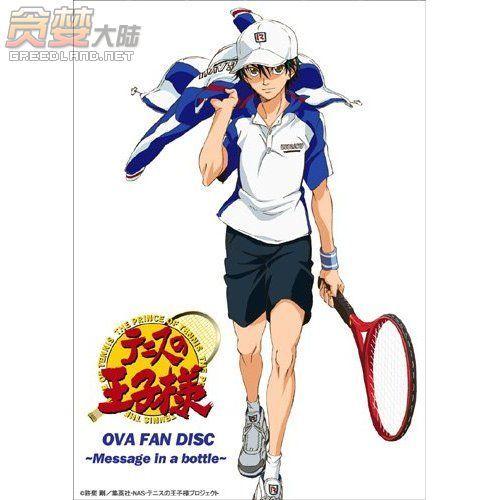 贪梦大陆
GREEDLAND.NET
R
THE PRINCE OF TENNIS
テニスの
王子様
OVA FAN DISC
~Message in a bottle~
©許斐 剛/集英社・NAS・テニスの王子様プロジェクト